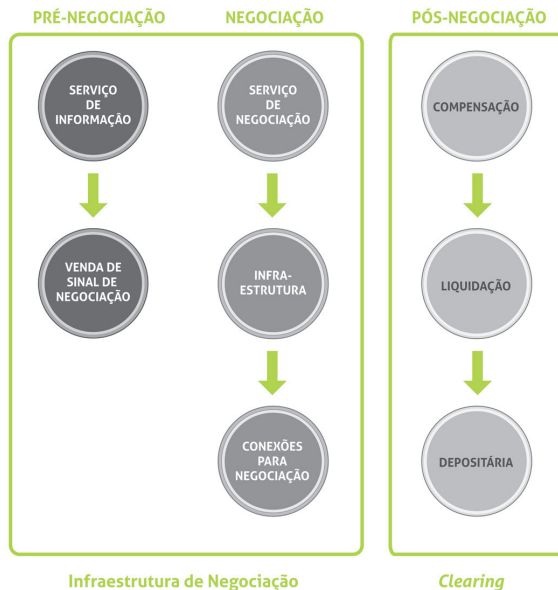 PRÉ-NEGOCIAÇÃO
NEGOCIAÇÃO
PÓS-NEGOCIAÇÃO
SERVIÇO
DE
INFORMAÇÃO
SERVIÇO
DE
NEGOCIAÇÃO
COMPENSAÇÃO
VENDA DE
SINAL DE
NEGOCIAÇÃO
INFRA-
ESTRUTURA
LIQUIDAÇÃO
CONEXÕES
PARA
NEGOCIAÇÃO
DEPOSITÁRIA
Infraestrutura de Negociação
Clearing